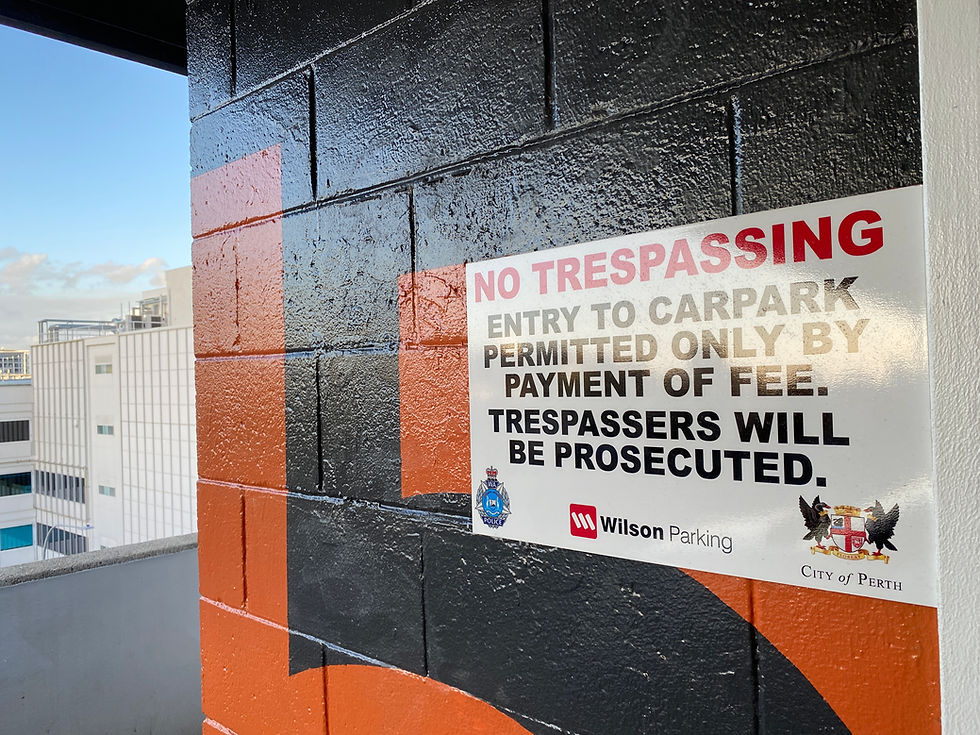 NO TRESPASSING
ENTRY TO CARPARK
PERMITTED ONLY BY
PAYMENT OF FEE.
TRESPASSERS WILL
BE PROSECUTED.
POLICE
Wilson Parking
CITY of PERTH